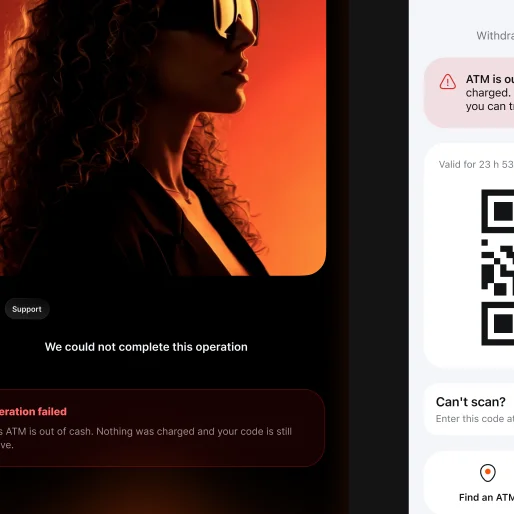 Support
We could not complete this operation
eration failed
s ATM is out of cash. Nothing was charged and your code is still
ve.
Withdra
ATM is ou
charged.
you can t
Valid for 23 h 53
Can't scan?
Enter this code at
Find an ATM